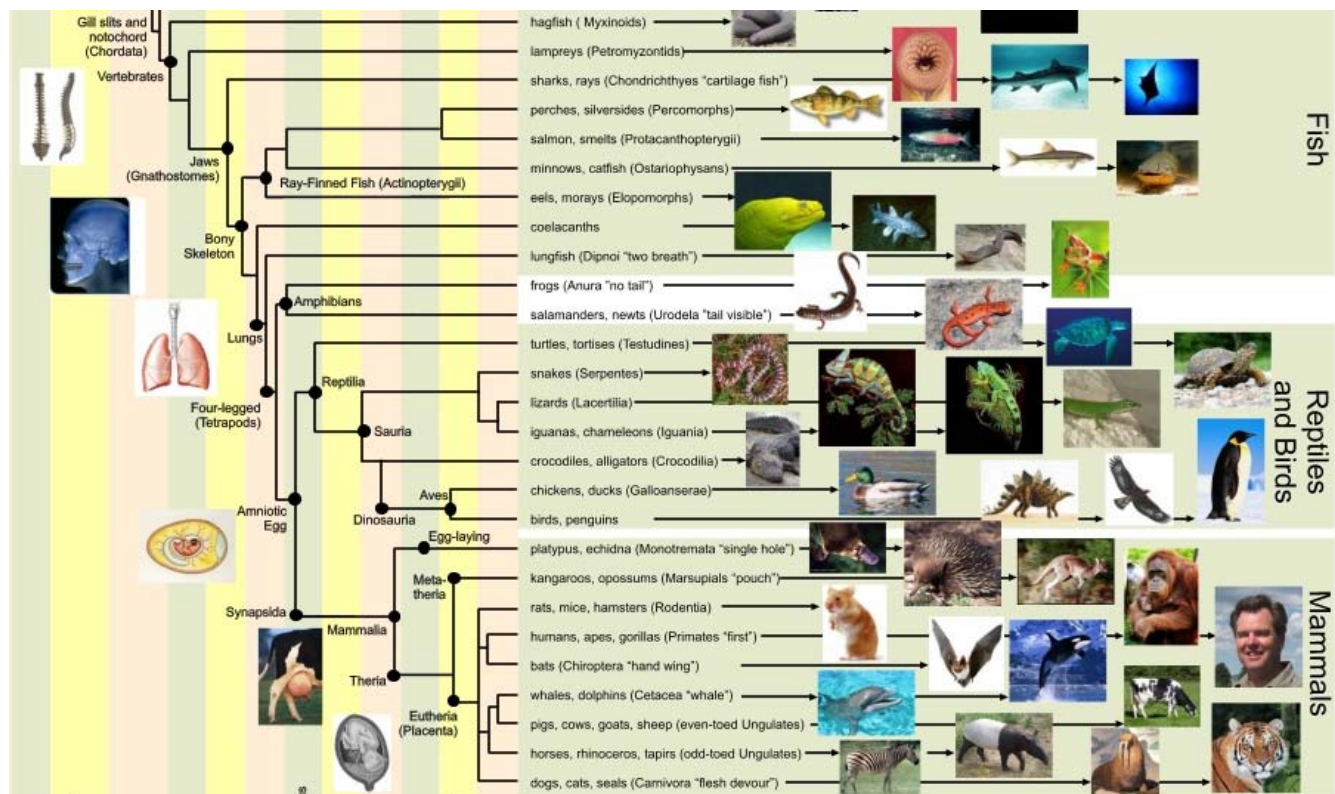 Gill slits and
notochord
(Chordata)
Vertebrates
Jaws
(Gnathostomes)
Ray-Finned Fish (Actinopterygii)
Bony
Skeleton
Lungs
Amphibians
Four-legged
(Tetrapods)
Reptilia
Sauria
Amniotic
Egg
Dinosauria
Aves
Egg-laying
Meta-
theria
Synapsida
Mammalia
Theria
Eutheria
(Placenta)
s
hagfish ( Myxinoids)
lampreys (Petromyzontids)
sharks, rays (Chondrichthyes “cartilage fish”)
perches, silversides (Percomorphs)
salmon, smelts (Protacanthopterygii)
minnows, catfish (Ostariophysans)
eels, morays (Elopomorphs)
coelacanths
lungfish (Dipnoi “two breath”)
frogs (Anura ”no tail”)
salamanders, newts (Urodela ”tail visible”)
turtles, tortises (Testudines)
snakes (Serpentes)
lizards (Lacertilia)
iguanas, chameleons (Iguania)
crocodiles, alligators (Crocodilia)
chickens, ducks (Galloanserae)
birds, penguins
platypus, echidna (Monotremata “single hole”)
kangaroos, opossums (Marsupials “pouch”)
rats, mice, hamsters (Rodentia)
humans, apes, gorillas (Primates “first”)
bats (Chiroptera “hand wing”)
whales, dolphins (Cetacea “whale”)
pigs, cows, goats, sheep (even-toed Ungulates)
horses, rhinoceros, tapirs (odd-toed Ungulates)
dogs, cats, seals (Carnivora “flesh devour”)
Fish
Reptiles
and Birds
Mammals